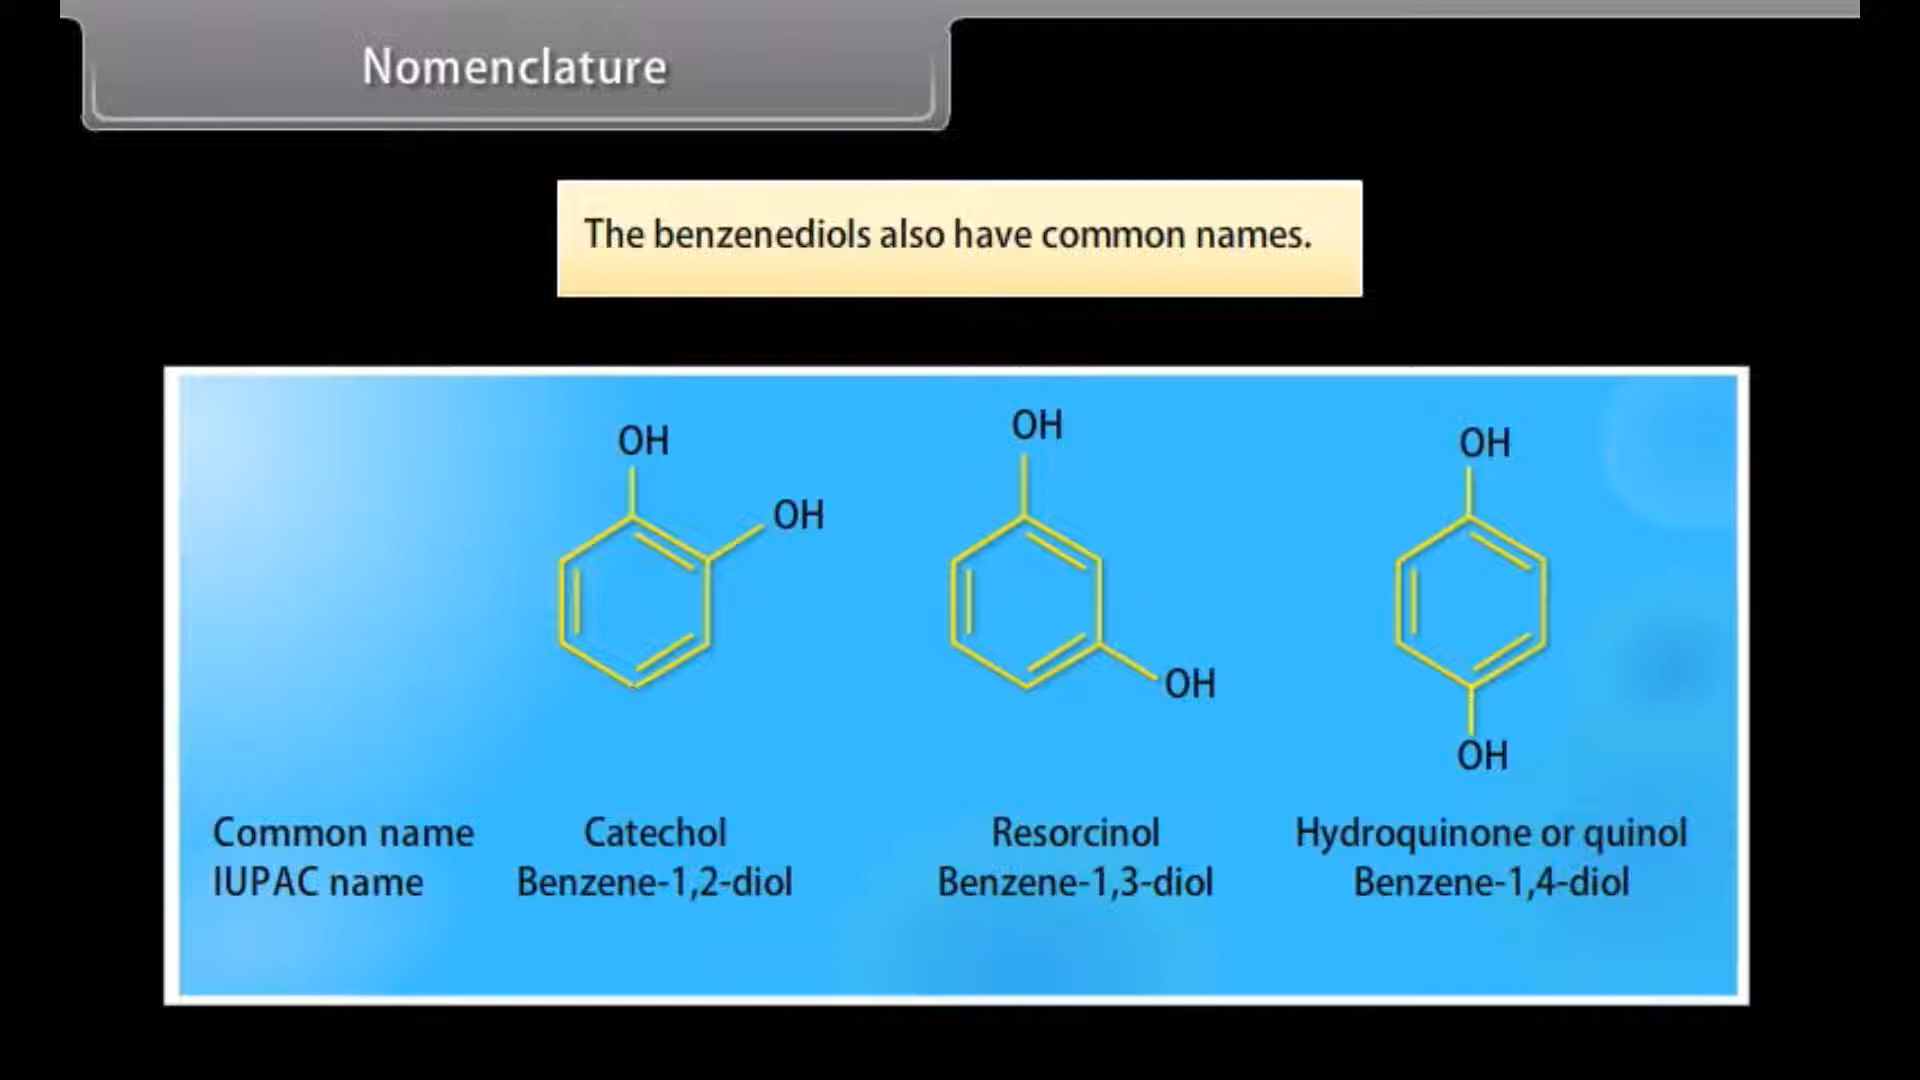 Nomenclature
The benzenediols also have common names.
OH
OH
OH
OH
OH
OH
Common name Catechol Resorcinol Hydroquinone or quinol
IUPAC name Benzene-1,2-diol Benzene-1,3-diol Benzene-1,4-diol